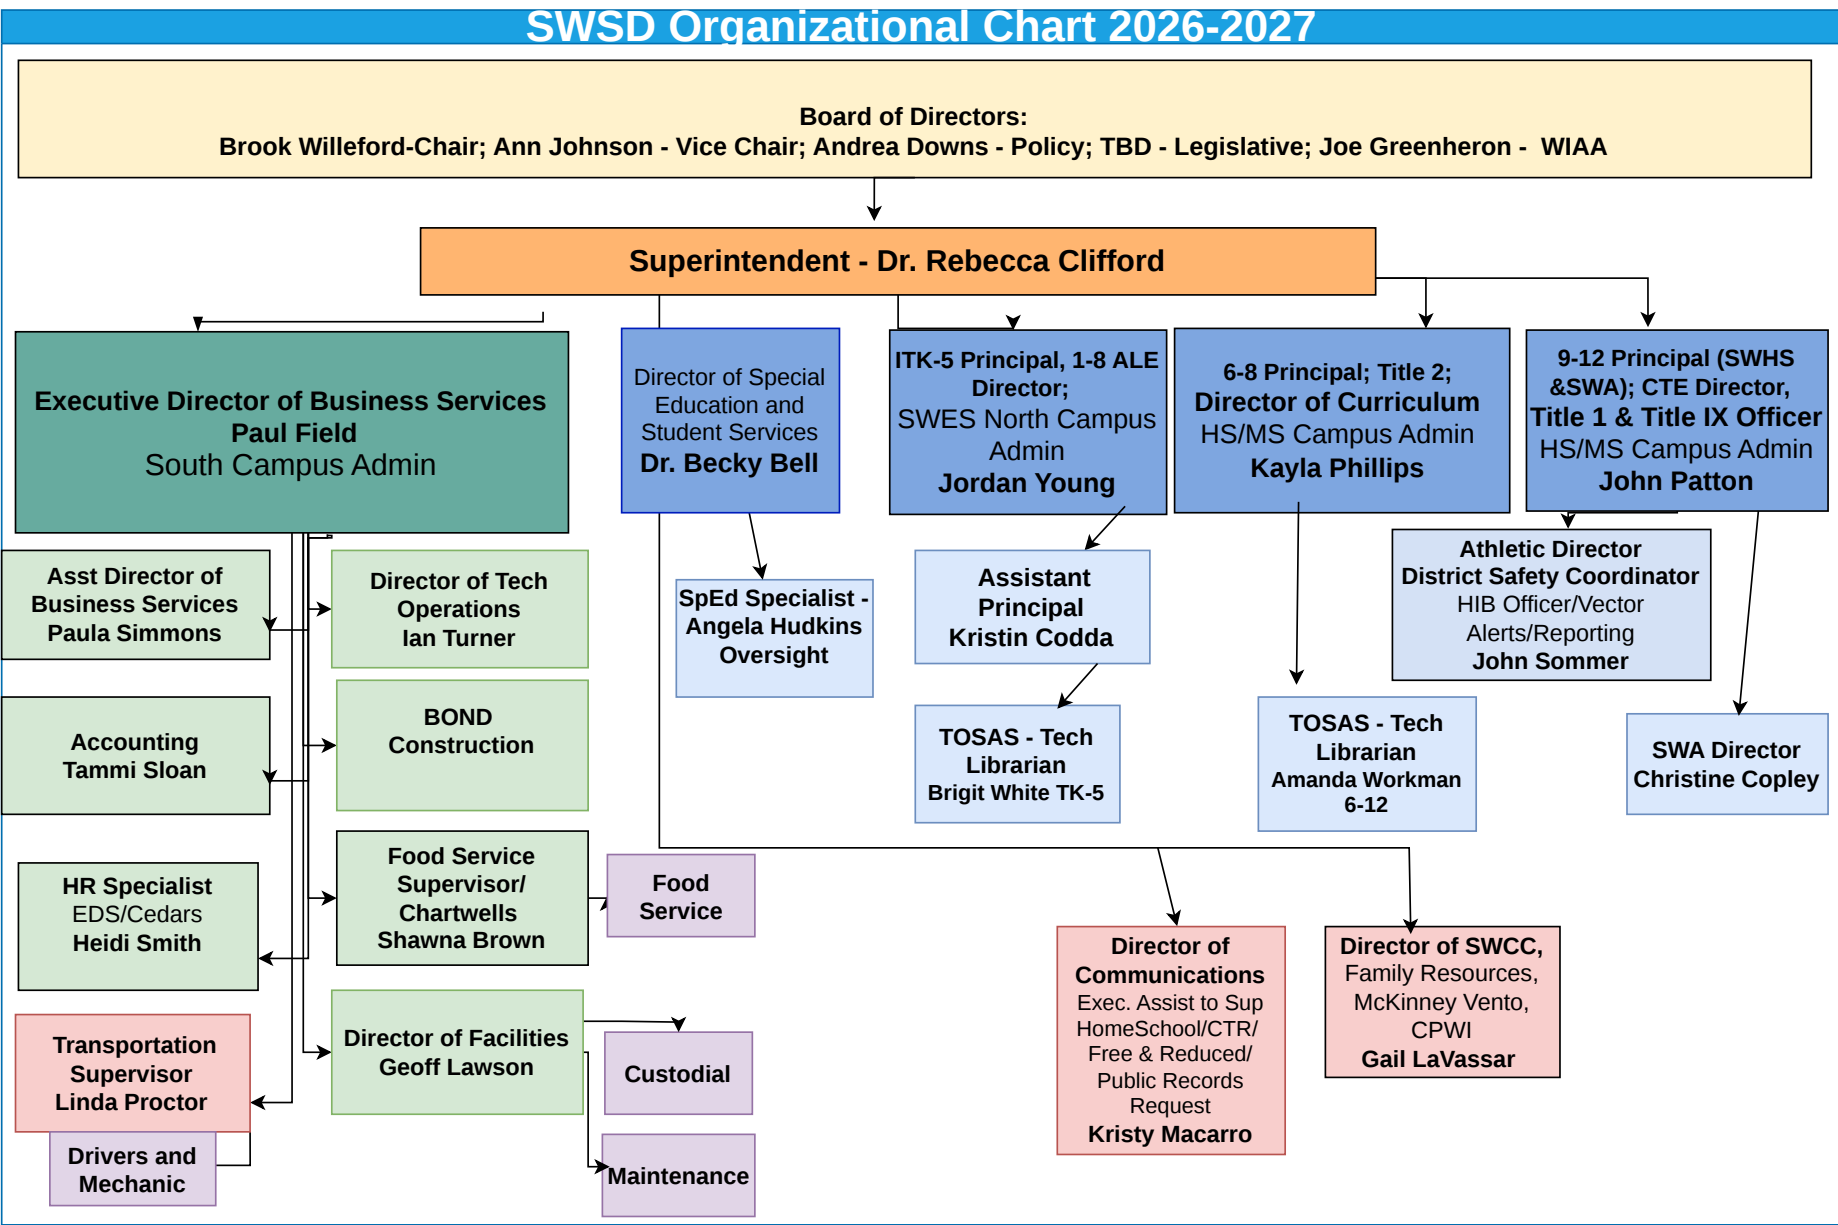 SWSD Organizational Chart 2026-2027
Board of Directors:
Brook Willeford-Chair; Ann Johnson - Vice Chair; Andrea Downs - Policy; TBD - Legislative; Joe Greenheron - WIAA
Superintendent - Dr. Rebecca Clifford
Executive Director of Business Services
Paul Field
South Campus Admin
Director of Special
Education and
Student Services
Dr. Becky Bell
ITK-5 Principal, 1-8 ALE
Director;
SWES North Campus
Admin
Jordan Young
6-8 Principal; Title 2;
Director of Curriculum
HS/MS Campus Admin
Kayla Phillips
9-12 Principal (SWHS
&SWA); CTE Director,
Title 1 & Title IX Officer
HS/MS Campus Admin
John Patton
Asst Director of
Business Services
Paula Simmons
Director of Tech
Operations
Ian Turner
SpEd Specialist -
Angela Hudkins
Oversight
Assistant
Principal
Kristin Codda
Athletic Director
District Safety Coordinator
HIB Officer/Vector
Alerts/Reporting
John Sommer
Accounting
Tammi Sloan
BOND
Construction
TOSAS - Tech
Librarian
Brigit White TK-5
TOSAS - Tech
Librarian
Amanda Workman
6-12
SWA Director
Christine Copley
HR Specialist
EDS/Cedars
Heidi Smith
Food Service
Supervisor/
Chartwells
Shawna Brown
Food
Service
Director of
Communications
Exec. Assist to Sup
HomeSchool/CTR/
Free & Reduced/
Public Records
Request
Kristy Macarro
Director of SWCC,
Family Resources,
McKinney Vento,
CPWI
Gail LaVassar
Transportation
Supervisor
Linda Proctor
Director of Facilities
Geoff Lawson
Custodial
Drivers and
Mechanic
Maintenance